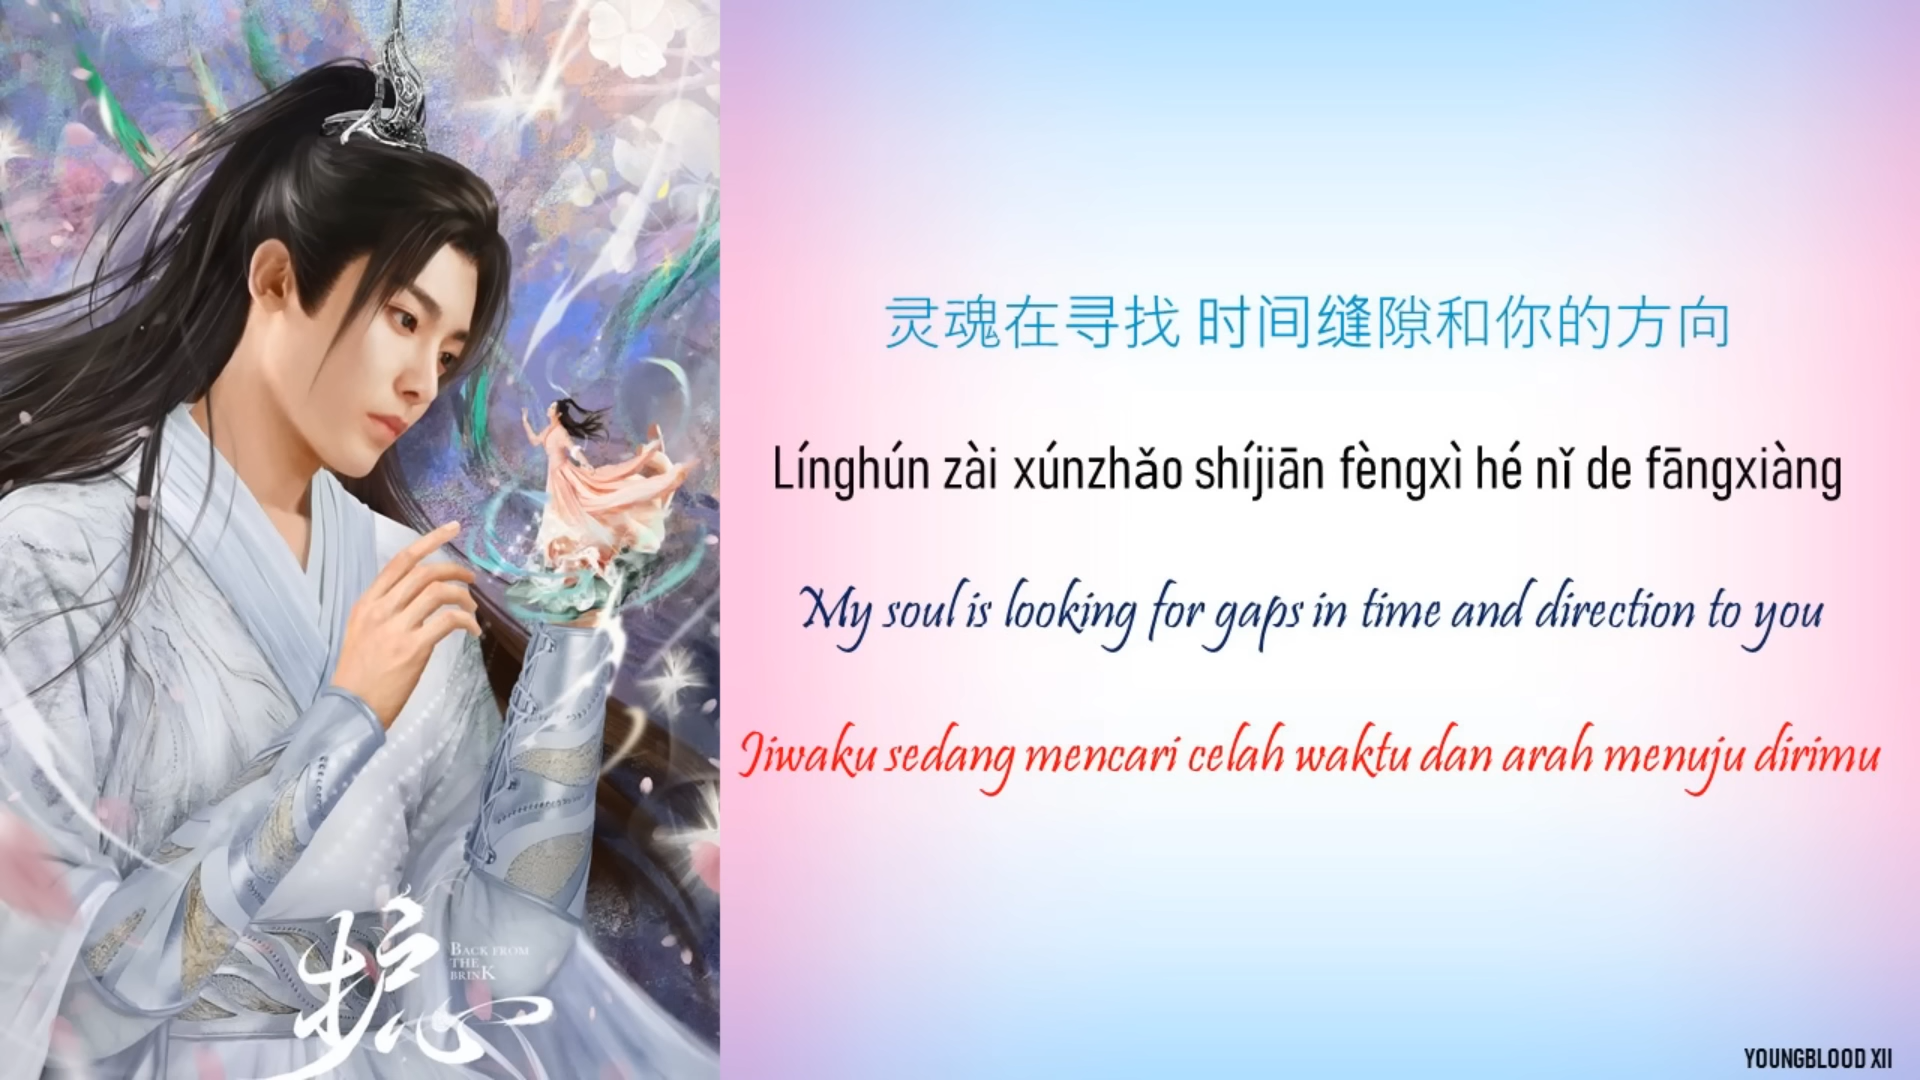 灵魂在寻找 时间缝隙和你的方向
Línghún zài xúnzhǎo shíjiān fèngxì hé nǐ de fāngxiàng
My soul is looking for gaps in time and direction to you
Jiwaku sedang mencari celah waktu dan arah menuju dirimu
护心
BACK FROM
THE
BRINK
YOUNGBLOOD XII